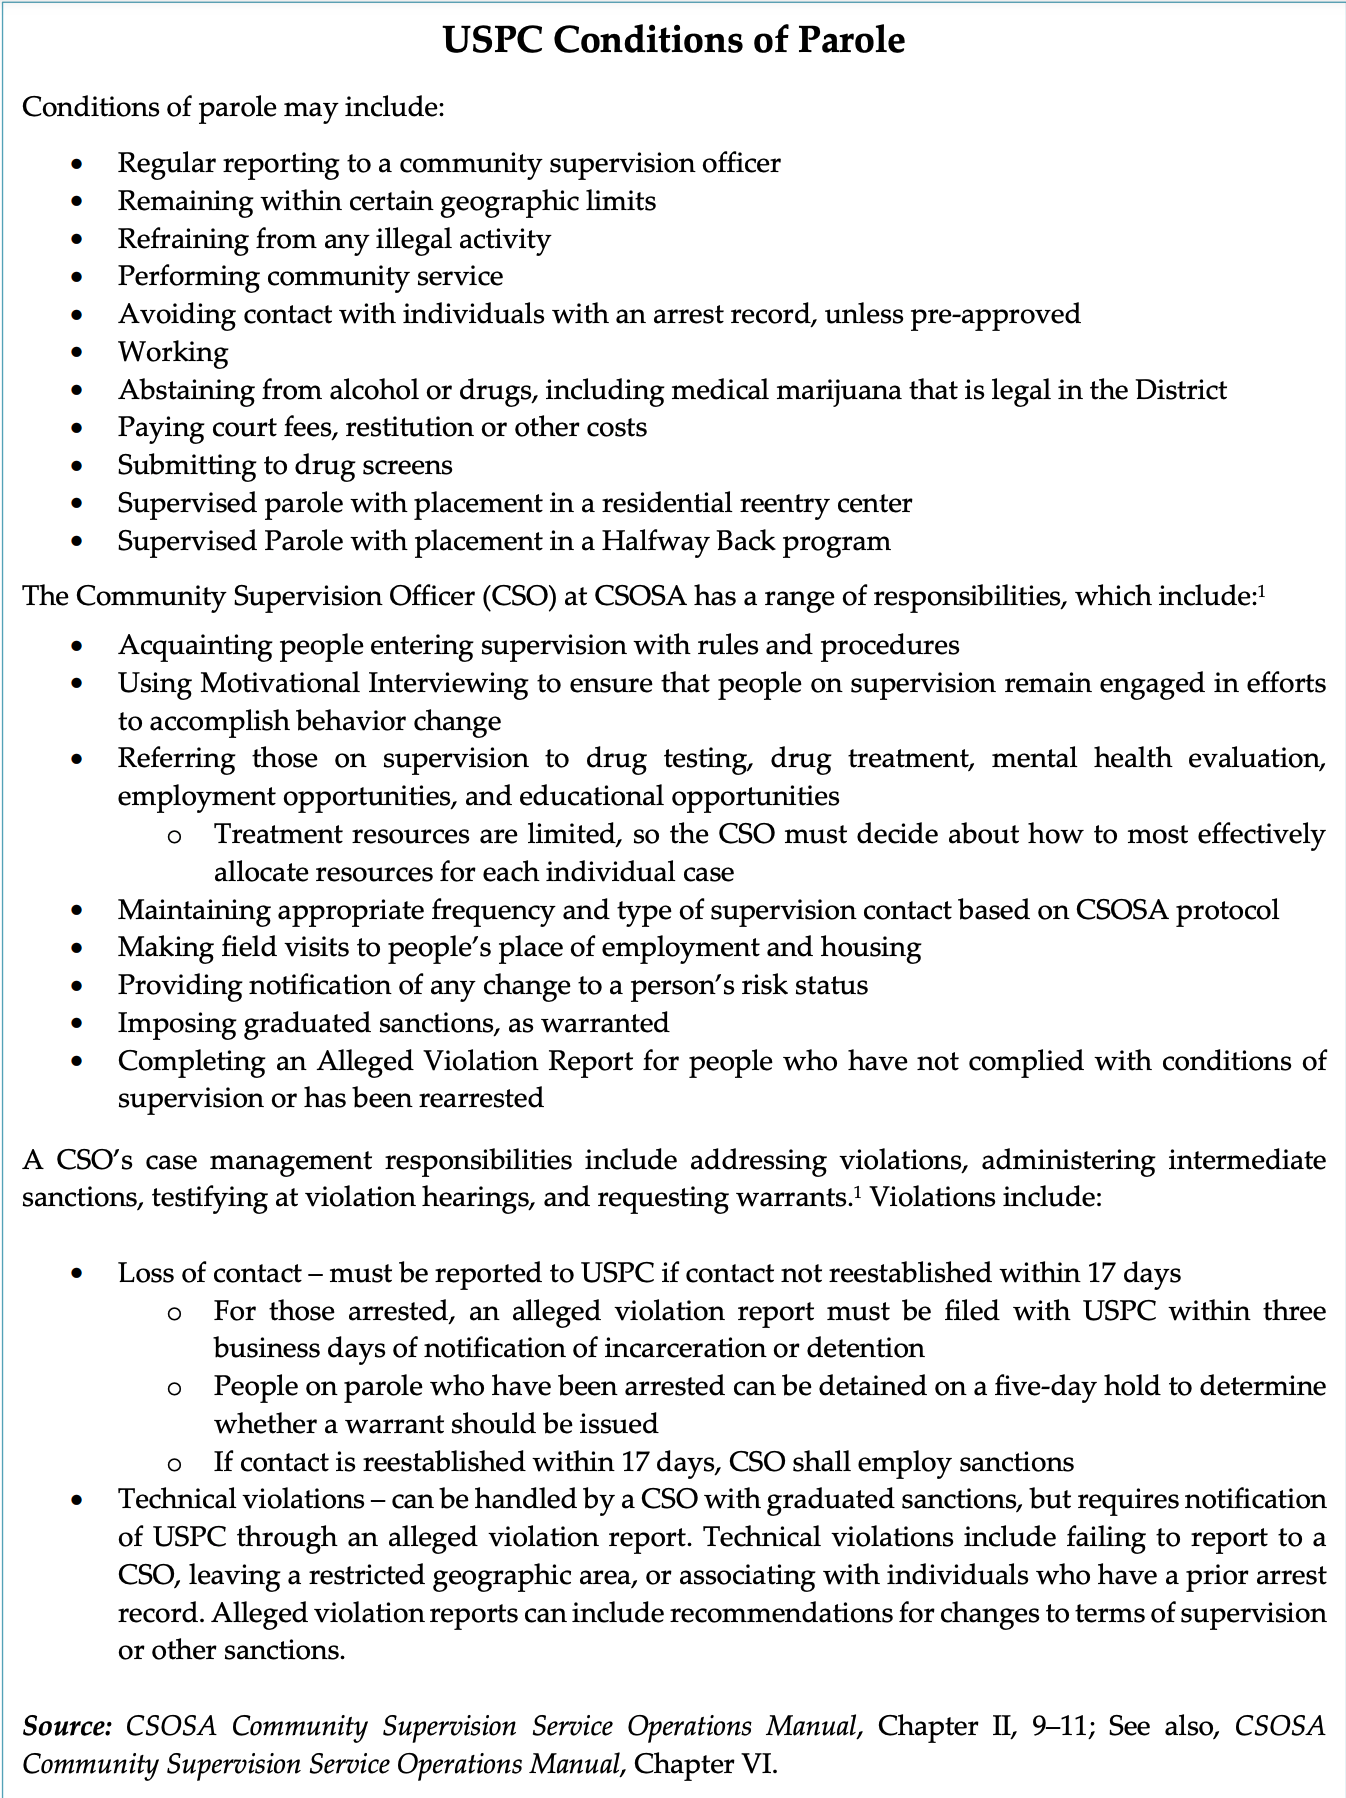 USPC Conditions of Parole
Conditions of parole may include:
• Regular reporting to a community supervision officer
• Remaining within certain geographic limits
• Refraining from any illegal activity
• Performing community service
• Avoiding contact with individuals with an arrest record, unless pre-approved
• Working
• Abstaining from alcohol or drugs, including medical marijuana that is legal in the District
• Paying court fees, restitution or other costs
• Submitting to drug screens
• Supervised parole with placement in a residential reentry center
• Supervised Parole with placement in a Halfway Back program
The Community Supervision Officer (CSO) at CSOSA has a range of responsibilities, which include:¹
• Acquainting people entering supervision with rules and procedures
• Using Motivational Interviewing to ensure that people on supervision remain engaged in efforts
to accomplish behavior change
• Referring those on supervision to drug testing, drug treatment, mental health evaluation,
employment opportunities, and educational opportunities
o Treatment resources are limited, so the CSO must decide about how to most effectively
allocate resources for each individual case
• Maintaining appropriate frequency and type of supervision contact based on CSOSA protocol
• Making field visits to people’s place of employment and housing
• Providing notification of any change to a person’s risk status
• Imposing graduated sanctions, as warranted
• Completing an Alleged Violation Report for people who have not complied with conditions of
supervision or has been rearrested
A CSO’s case management responsibilities include addressing violations, administering intermediate
sanctions, testifying at violation hearings, and requesting warrants.¹ Violations include:
• Loss of contact – must be reported to USPC if contact not reestablished within 17 days
o For those arrested, an alleged violation report must be filed with USPC within three
business days of notification of incarceration or detention
o People on parole who have been arrested can be detained on a five-day hold to determine
whether a warrant should be issued
o If contact is reestablished within 17 days, CSO shall employ sanctions
• Technical violations – can be handled by a CSO with graduated sanctions, but requires notification
of USPC through an alleged violation report. Technical violations include failing to report to a
CSO, leaving a restricted geographic area, or associating with individuals who have a prior arrest
record. Alleged violation reports can include recommendations for changes to terms of supervision
or other sanctions.
Source: CSOSA Community Supervision Service Operations Manual, Chapter II, 9–11; See also, CSOSA
Community Supervision Service Operations Manual, Chapter VI.